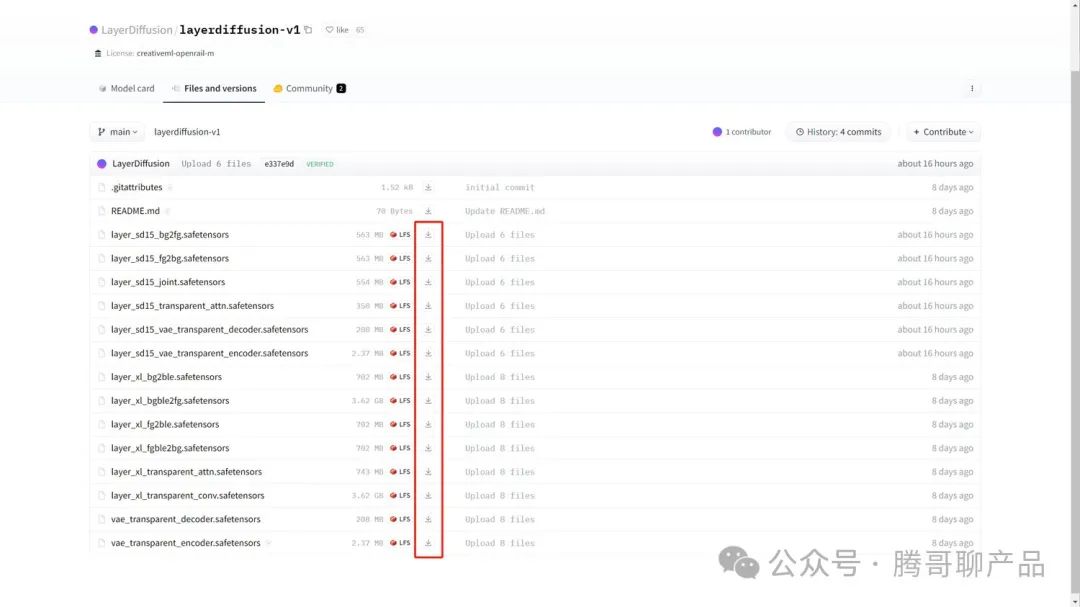 LayerDiffusion/layerdiffusion-v1 like 65
License: creativeml-openrail-m
Model card Files and versions Community 2
main layerdiffusion-v1 1 contributor History: 4 commits + Contribute
LayerDiffusion Upload 6 files e337e9d VERIFIED about 16 hours ago
.gitattributes 1.52 kB initial commit 8 days ago
README.md 70 Bytes Update README.md 8 days ago
layer_sd15_bg2fg.safetensors 563 MB LFS Upload 6 files about 16 hours ago
layer_sd15_fg2bg.safetensors 563 MB LFS Upload 6 files about 16 hours ago
layer_sd15_joint.safetensors 554 MB LFS Upload 6 files about 16 hours ago
layer_sd15_transparent_attn.safetensors 350 MB LFS Upload 6 files about 16 hours ago
layer_sd15_vae_transparent_decoder.safetensors 208 MB LFS Upload 6 files about 16 hours ago
layer_sd15_vae_transparent_encoder.safetensors 2.37 MB LFS Upload 6 files about 16 hours ago
layer_xl_bg2ble.safetensors 702 MB LFS Upload 8 files 8 days ago
layer_xl_bgble2fg.safetensors 3.62 GB LFS Upload 8 files 8 days ago
layer_xl_fg2ble.safetensors 702 MB LFS Upload 8 files 8 days ago
layer_xl_fgble2bg.safetensors 702 MB LFS Upload 8 files 8 days ago
layer_xl_transparent_attn.safetensors 743 MB LFS Upload 8 files 8 days ago
layer_xl_transparent_conv.safetensors 3.62 GB LFS Upload 8 files 8 days ago
vae_transparent_decoder.safetensors 208 MB LFS Upload 8 files 8 days ago
vae_transparent_encoder.safetensors 2.37 MB LFS Upload 8 files 8 days ago
公众号 · 腾哥聊产品